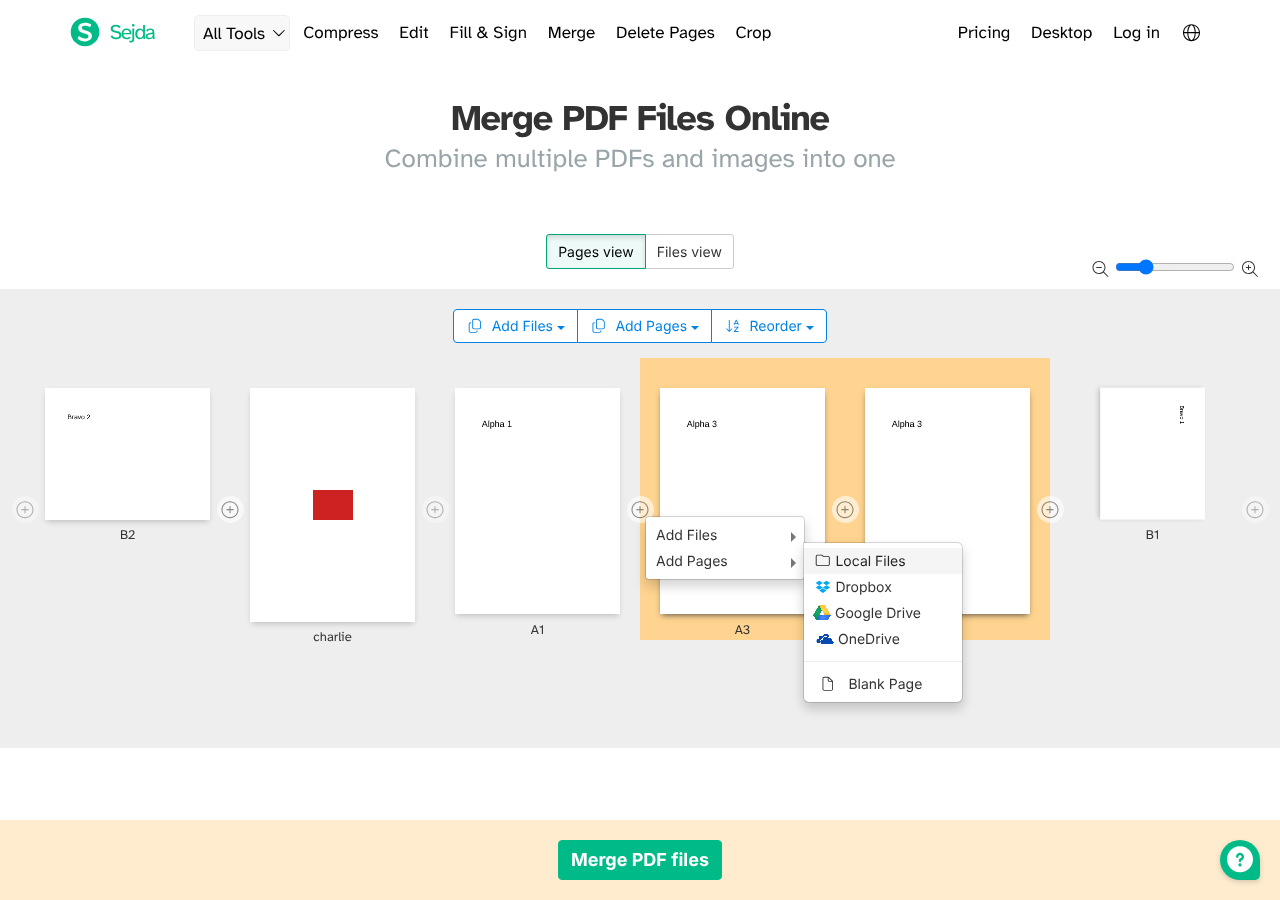 Sejda
All Tools
Compress
Edit
Fill & Sign
Merge
Delete Pages
Crop
Pricing
Desktop
Log in
Merge PDF Files Online
Combine multiple PDFs and images into one
Pages view
Files view
Add Files
Add Pages
Reorder
Bravo 2
Alpha 1
Alpha 3
Alpha 3
Bravo 1
B2
charlie
A1
A3
B1
Add Files
Add Pages
Local Files
Dropbox
Google Drive
OneDrive
Blank Page
Merge PDF files